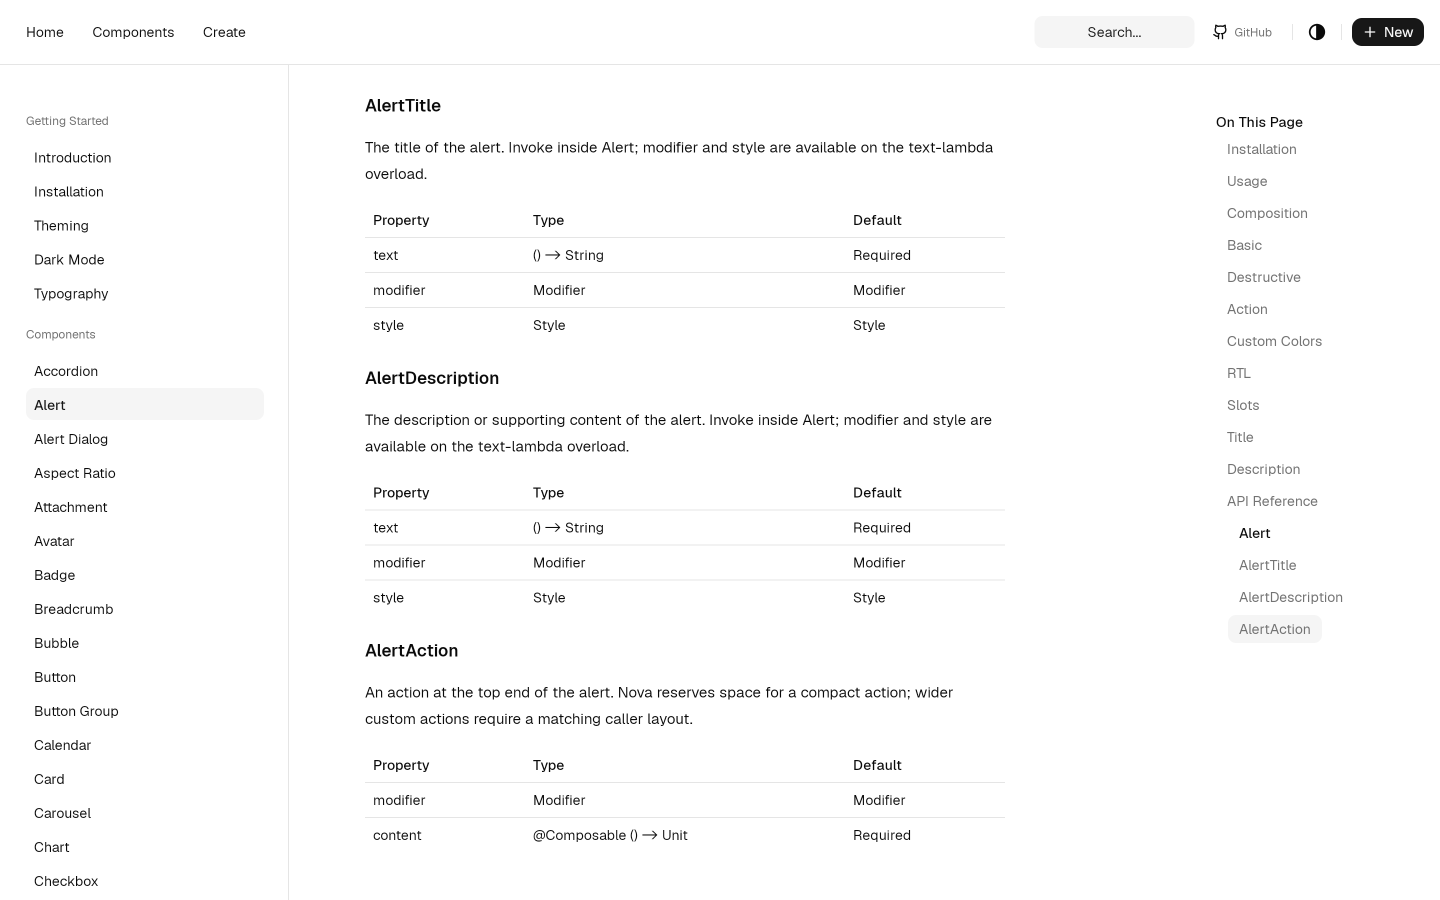 Home
Components
Create
Search...
GitHub
New
Getting Started
Introduction
Installation
Theming
Dark Mode
Typography
Components
Accordion
Alert
Alert Dialog
Aspect Ratio
Attachment
Avatar
Badge
Breadcrumb
Bubble
Button
Button Group
Calendar
Card
Carousel
Chart
Checkbox
AlertTitle
The title of the alert. Invoke inside Alert; modifier and style are available on the text-lambda
overload.
Property Type Default
text () -> String Required
modifier Modifier Modifier
style Style Style
AlertDescription
The description or supporting content of the alert. Invoke inside Alert; modifier and style are
available on the text-lambda overload.
Property Type Default
text () -> String Required
modifier Modifier Modifier
style Style Style
AlertAction
An action at the top end of the alert. Nova reserves space for a compact action; wider
custom actions require a matching caller layout.
Property Type Default
modifier Modifier Modifier
content @Composable () -> Unit Required
On This Page
Installation
Usage
Composition
Basic
Destructive
Action
Custom Colors
RTL
Slots
Title
Description
API Reference
Alert
AlertTitle
AlertDescription
AlertAction